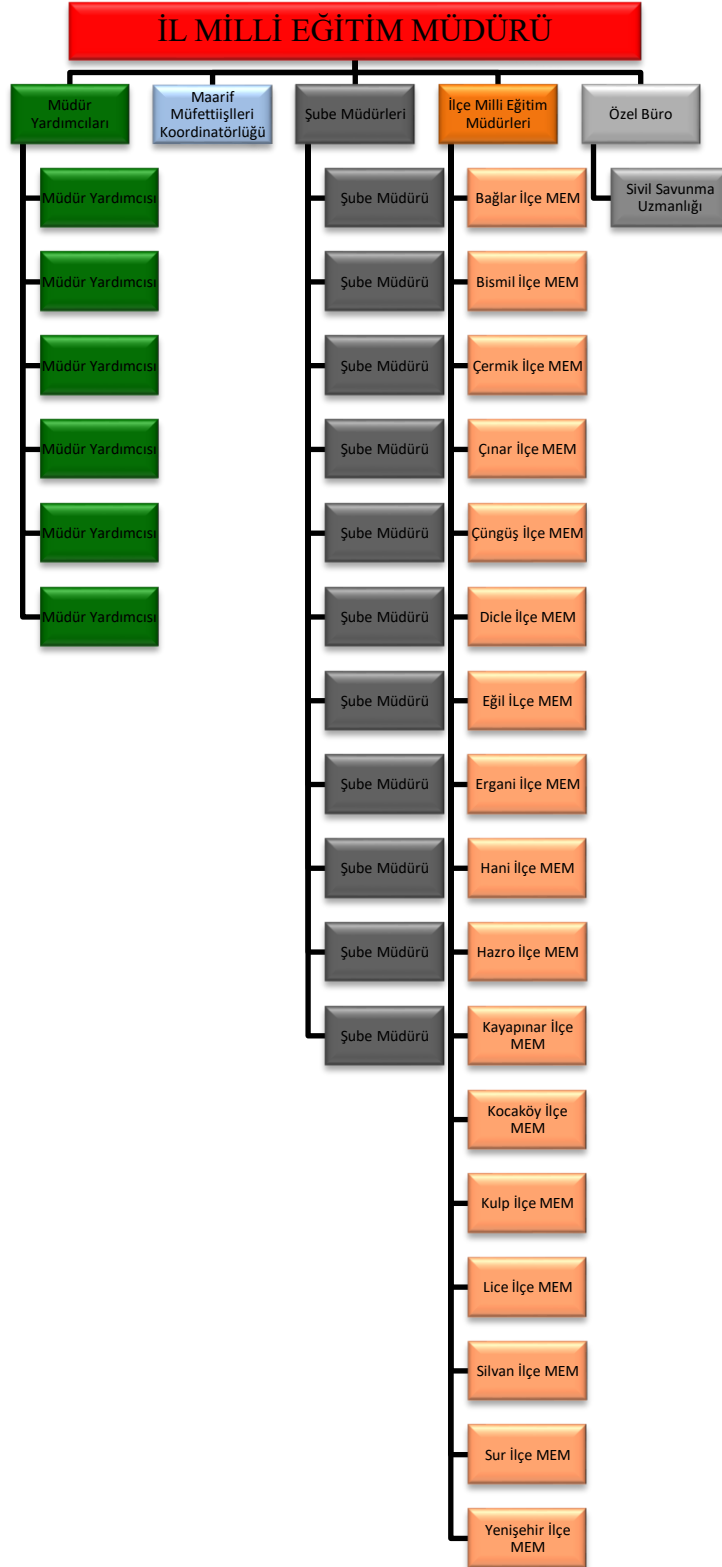 İL MİLLİ EĞİTİM MÜDÜRÜ
Müdür
Yardımcıları
Maarif
Müfettiişlleri
Koordinatörlüğü
Şube Müdürleri
İlçe Milli Eğitim
Müdürleri
Özel Büro
Müdür Yardımcısı
Müdür Yardımcısı
Müdür Yardımcısı
Müdür Yardımcısı
Müdür Yardımcısı
Müdür Yardımcısı
Şube Müdürü
Şube Müdürü
Şube Müdürü
Şube Müdürü
Şube Müdürü
Şube Müdürü
Şube Müdürü
Şube Müdürü
Şube Müdürü
Şube Müdürü
Şube Müdürü
Bağlar İlçe MEM
Bismil İlçe MEM
Çermik İlçe MEM
Çınar İlçe MEM
Çüngüş İlçe MEM
Dicle İlçe MEM
Eğil İLçe MEM
Ergani İlçe MEM
Hani İlçe MEM
Hazro İlçe MEM
Kayapınar İlçe
MEM
Kocaköy İlçe
MEM
Kulp İlçe MEM
Lice İlçe MEM
Silvan İlçe MEM
Sur İlçe MEM
Yenişehir İlçe
MEM
Sivil Savunma
Uzmanlığı